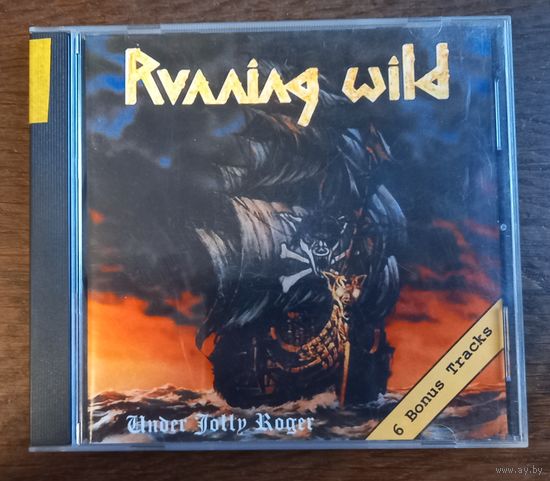 Running wild
Under Jolly Roger
6 Bonus Tracks
www.ay.by